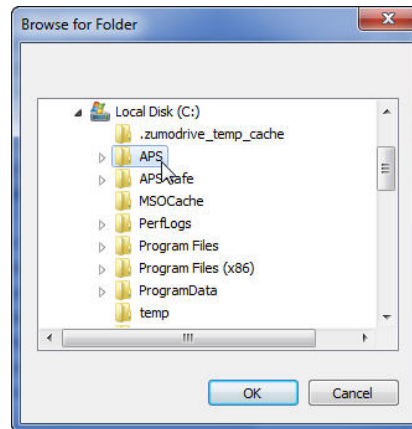 Browse for Folder
Local Disk (C:)
.zumodrive_temp_cache
APS
APS safe
MSOCache
PerfLogs
Program Files
Program Files (x86)
ProgramData
temp
OK
Cancel